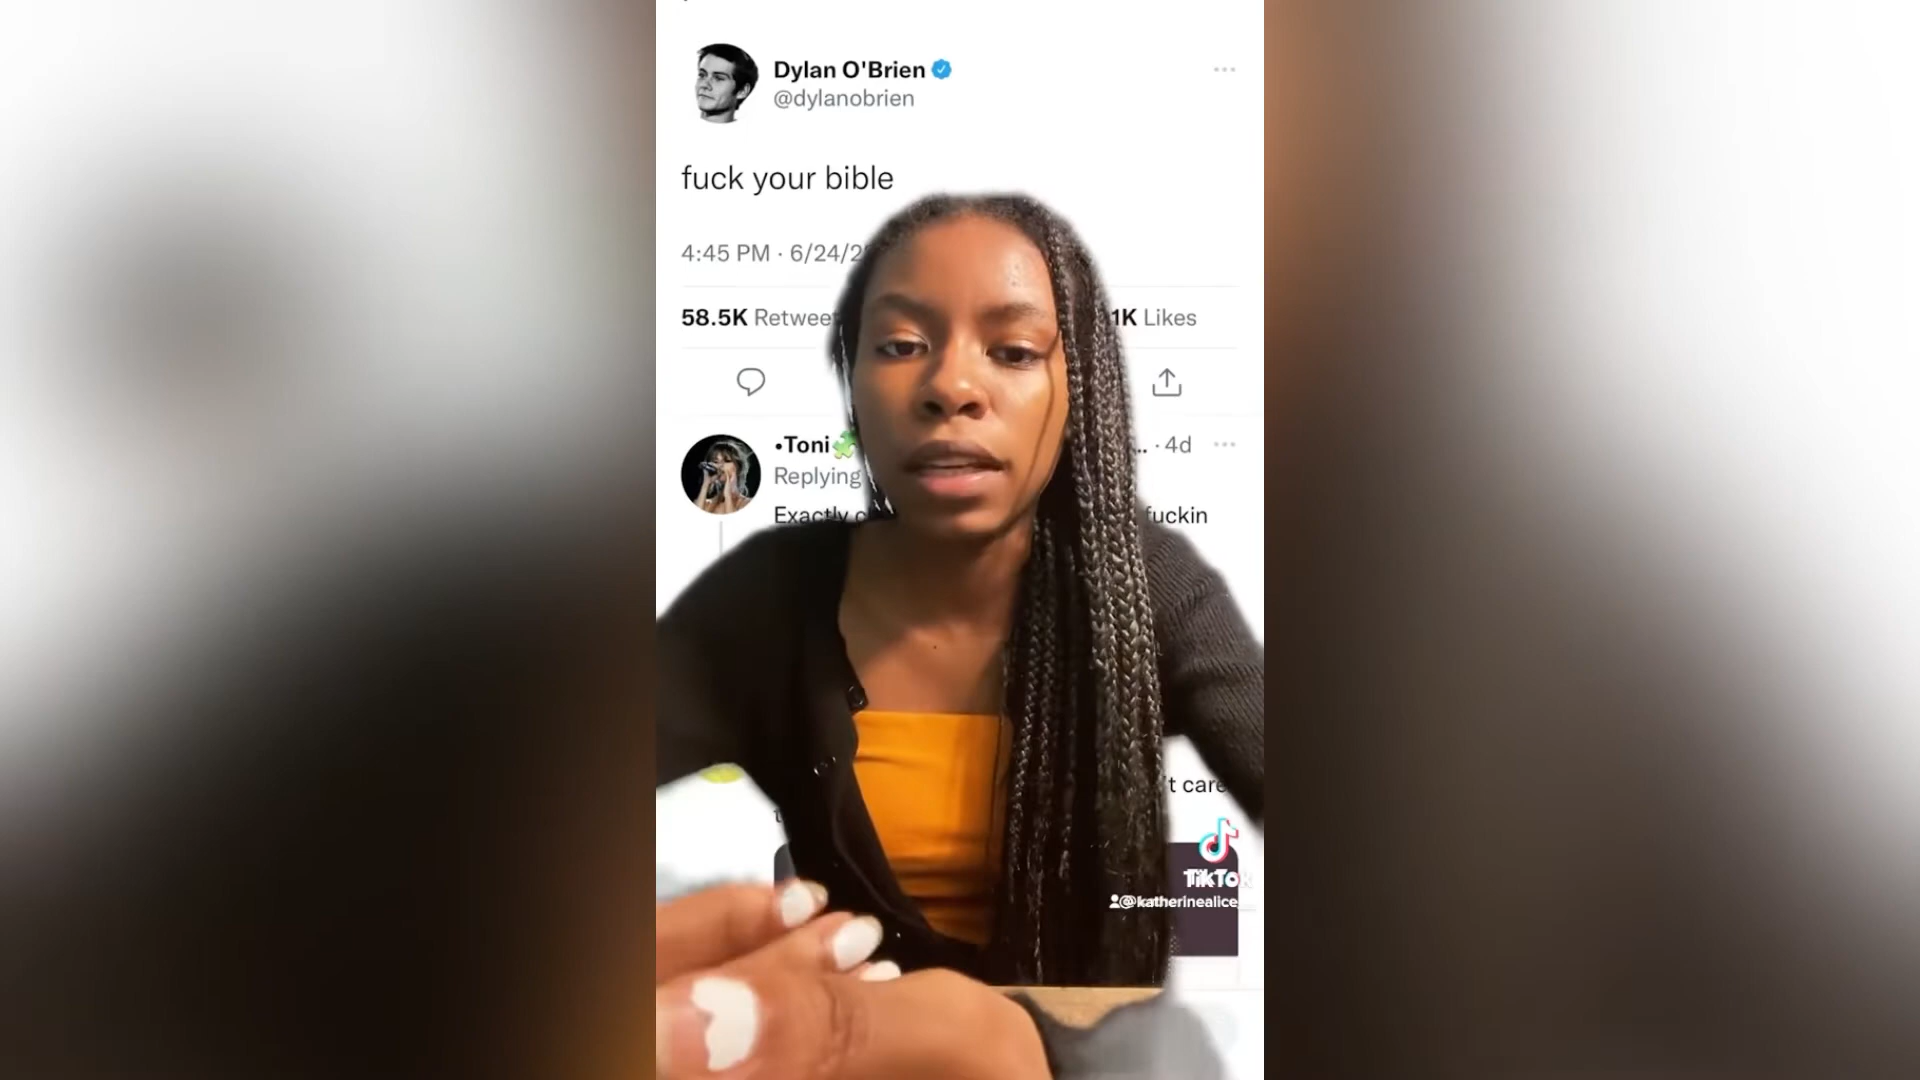 Dylan O'Brien
@dylanobrien
fuck your bible
4:45 PM · 6/24/2
58.5K Retweet
1K Likes
•Toni
.. · 4d
Replying
Exactly
fuckin
't care
TikTok
@katherinealice